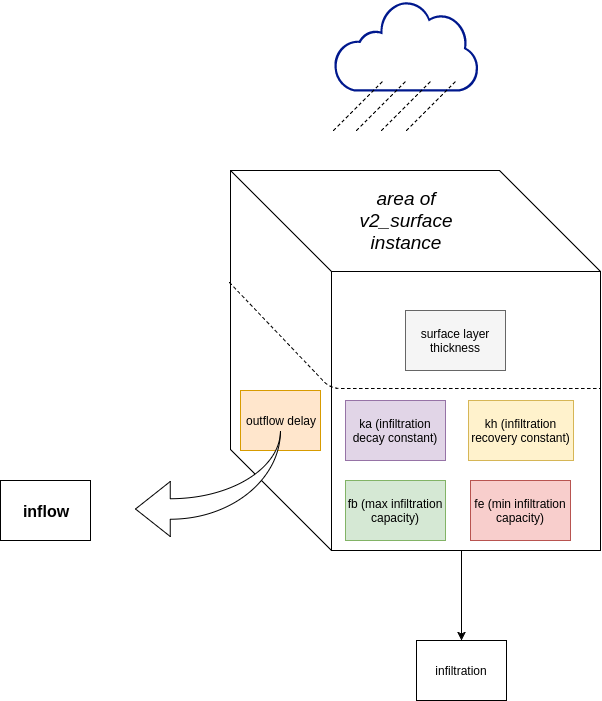 area of
v2_surface
instance
surface layer
thickness
outflow delay
ka (infiltration
decay constant)
kh (infiltration
recovery constant)
inflow
fb (max infiltration
capacity)
fe (min infiltration
capacity)
infiltration